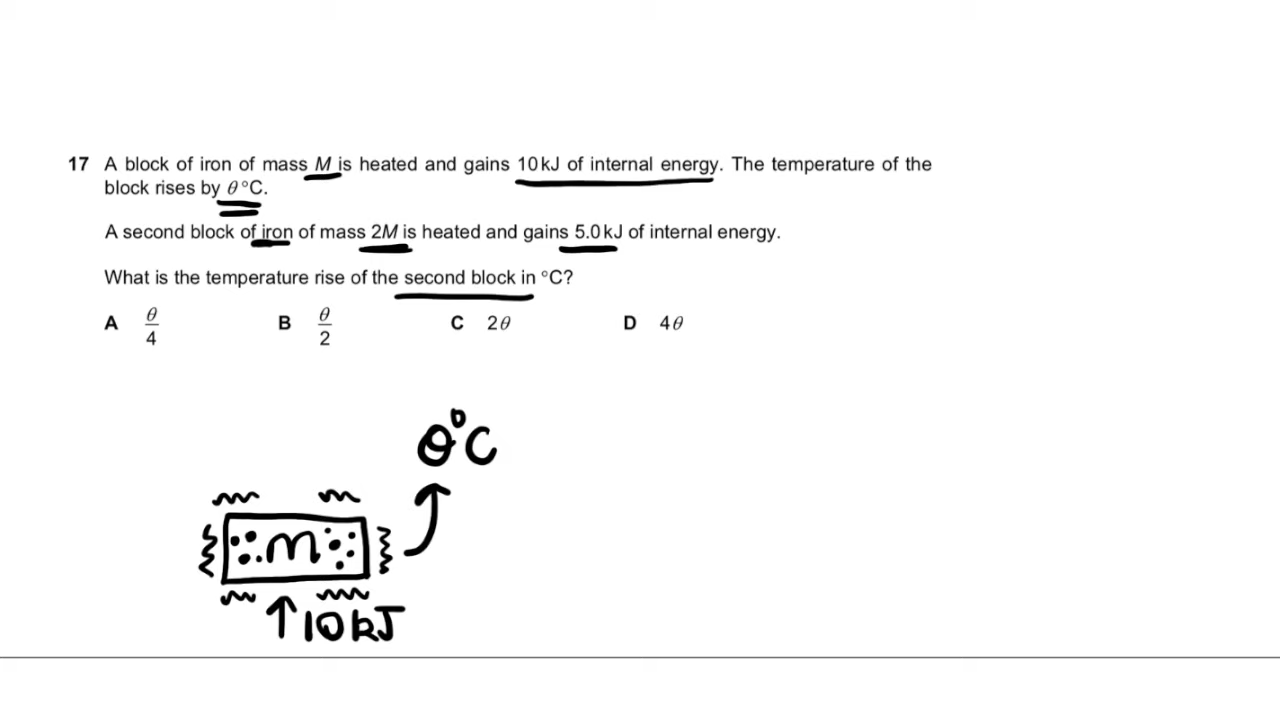 17 A block of iron of mass M is heated and gains 10 kJ of internal energy. The temperature of the
block rises by θ °C.
A second block of iron of mass 2M is heated and gains 5.0 kJ of internal energy.
What is the temperature rise of the second block in °C?
A θ/4 B θ/2 C 2θ D 4θ
θ°C
M
↑ 10 kJ